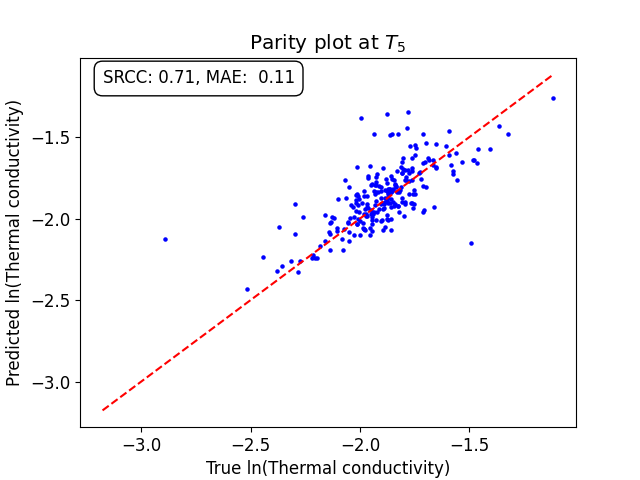 Parity plot at T₅
SRCC: 0.71, MAE:  0.11
Predicted ln(Thermal conductivity)
−1.5
−2.0
−2.5
−3.0
−3.0 −2.5 −2.0 −1.5
True ln(Thermal conductivity)